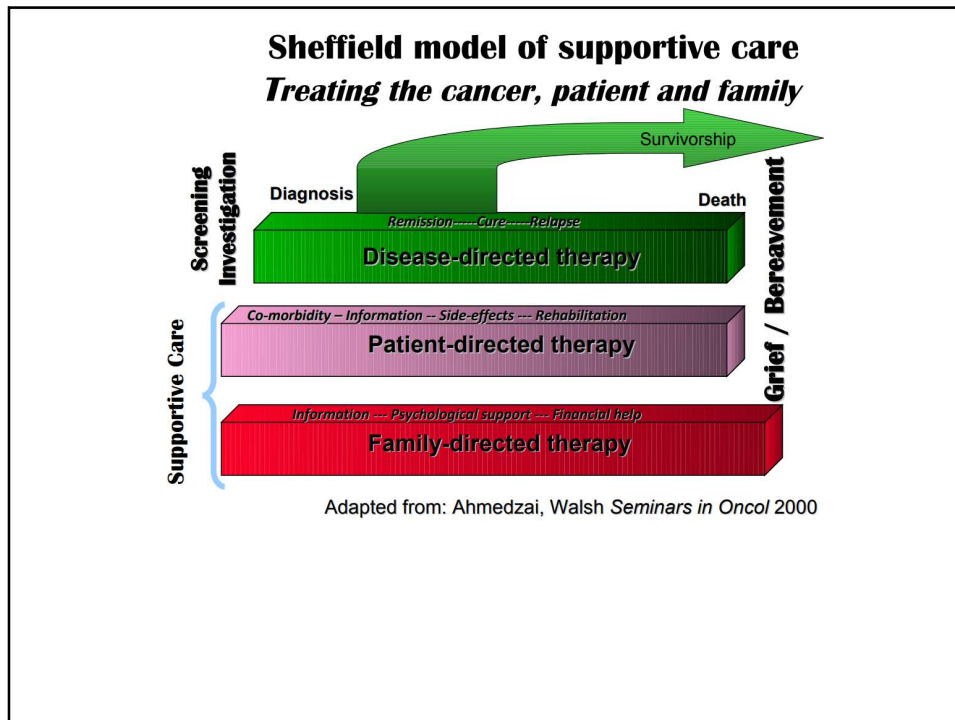 Sheffield model of supportive care
Treating the cancer, patient and family
Survivorship
Screening
Investigation
Diagnosis
Death
Remission-----Cure-----Relapse
Disease-directed therapy
Grief / Bereavement
Supportive Care
Co-morbidity – Information -- Side-effects --- Rehabilitation
Patient-directed therapy
Information --- Psychological support --- Financial help
Family-directed therapy
Adapted from: Ahmedzai, Walsh Seminars in Oncol 2000